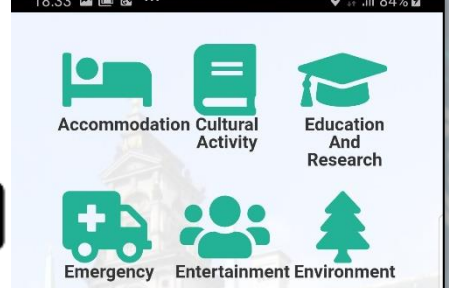 18:33 84%
Accommodation Cultural Activity Education And Research
Emergency Entertainment Environment